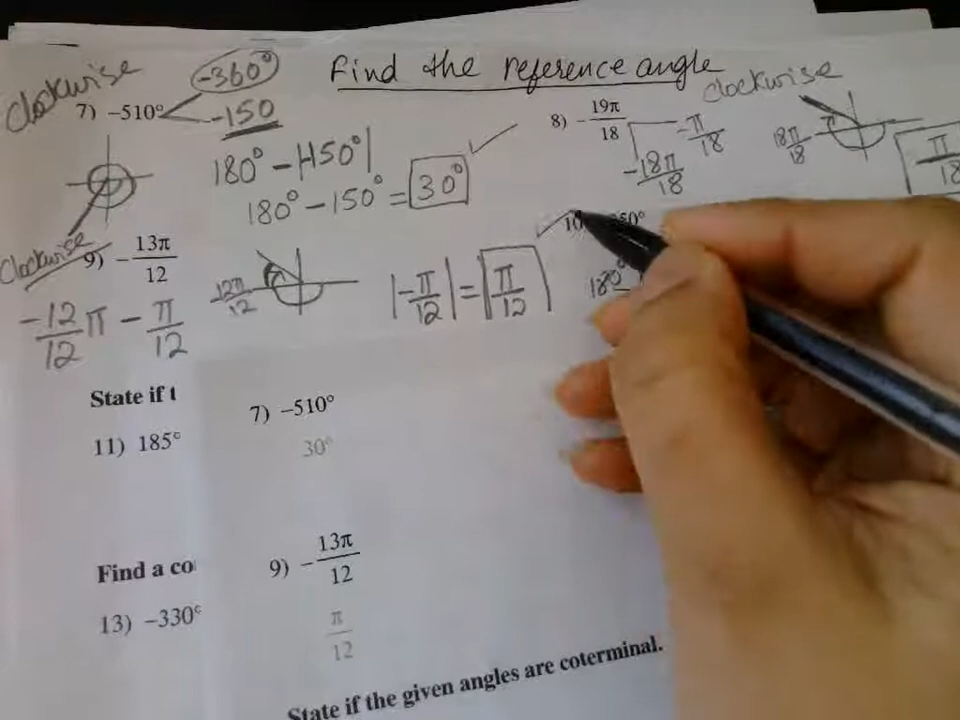 Find the reference angle
clockwise
7) -510°
-360°
-150
180° - |-150°|
180° - 150° = 30°
8) - 19π/18
-π/18
-18π/18
clockwise
18π/18
π
π/18
clockwise
9) - 13π/12
-12/12 π - π/12
12π/12
|-π/12| = π/12
10)
50°
180°
State if t
11) 185°
7) -510°
30°
Find a co
13) -330°
9) - 13π/12
π/12
State if the given angles are coterminal.